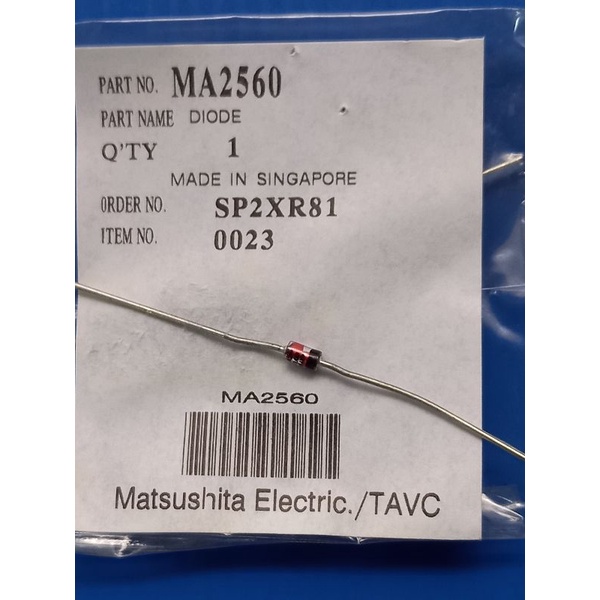 PART NO. MA2560
PART NAME DIODE
Q'TY 1
MADE IN SINGAPORE
ORDER NO. SP2XR81
ITEM NO. 0023
MA2560
Matsushita Electric./TAVC